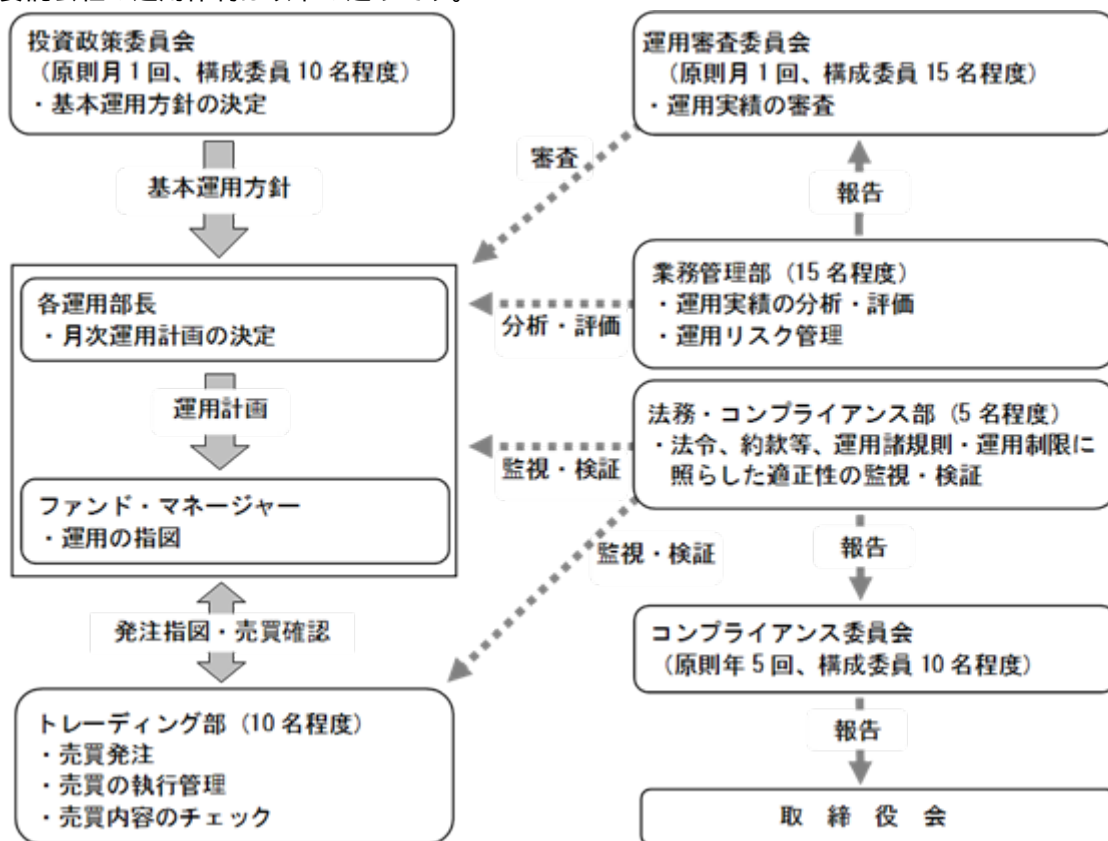 投資政策委員会
(原則月1回、構成委員10名程度)
・基本運用方針の決定
基本運用方針
各運用部長
・月次運用計画の決定
運用計画
ファンド・マネージャー
・運用の指図
発注指図・売買確認
トレーディング部(10名程度)
・売買発注
・売買の執行管理
・売買内容のチェック
運用審査委員会
(原則月1回、構成委員15名程度)
・運用実績の審査
審査
報告
業務管理部(15名程度)
・運用実績の分析・評価
・運用リスク管理
分析・評価
法務・コンプライアンス部(5名程度)
・法令、約款等、運用諸規則・運用制限に
照らした適正性の監視・検証
監視・検証
監視・検証
報告
コンプライアンス委員会
(原則年5回、構成委員10名程度)
報告
取締役会